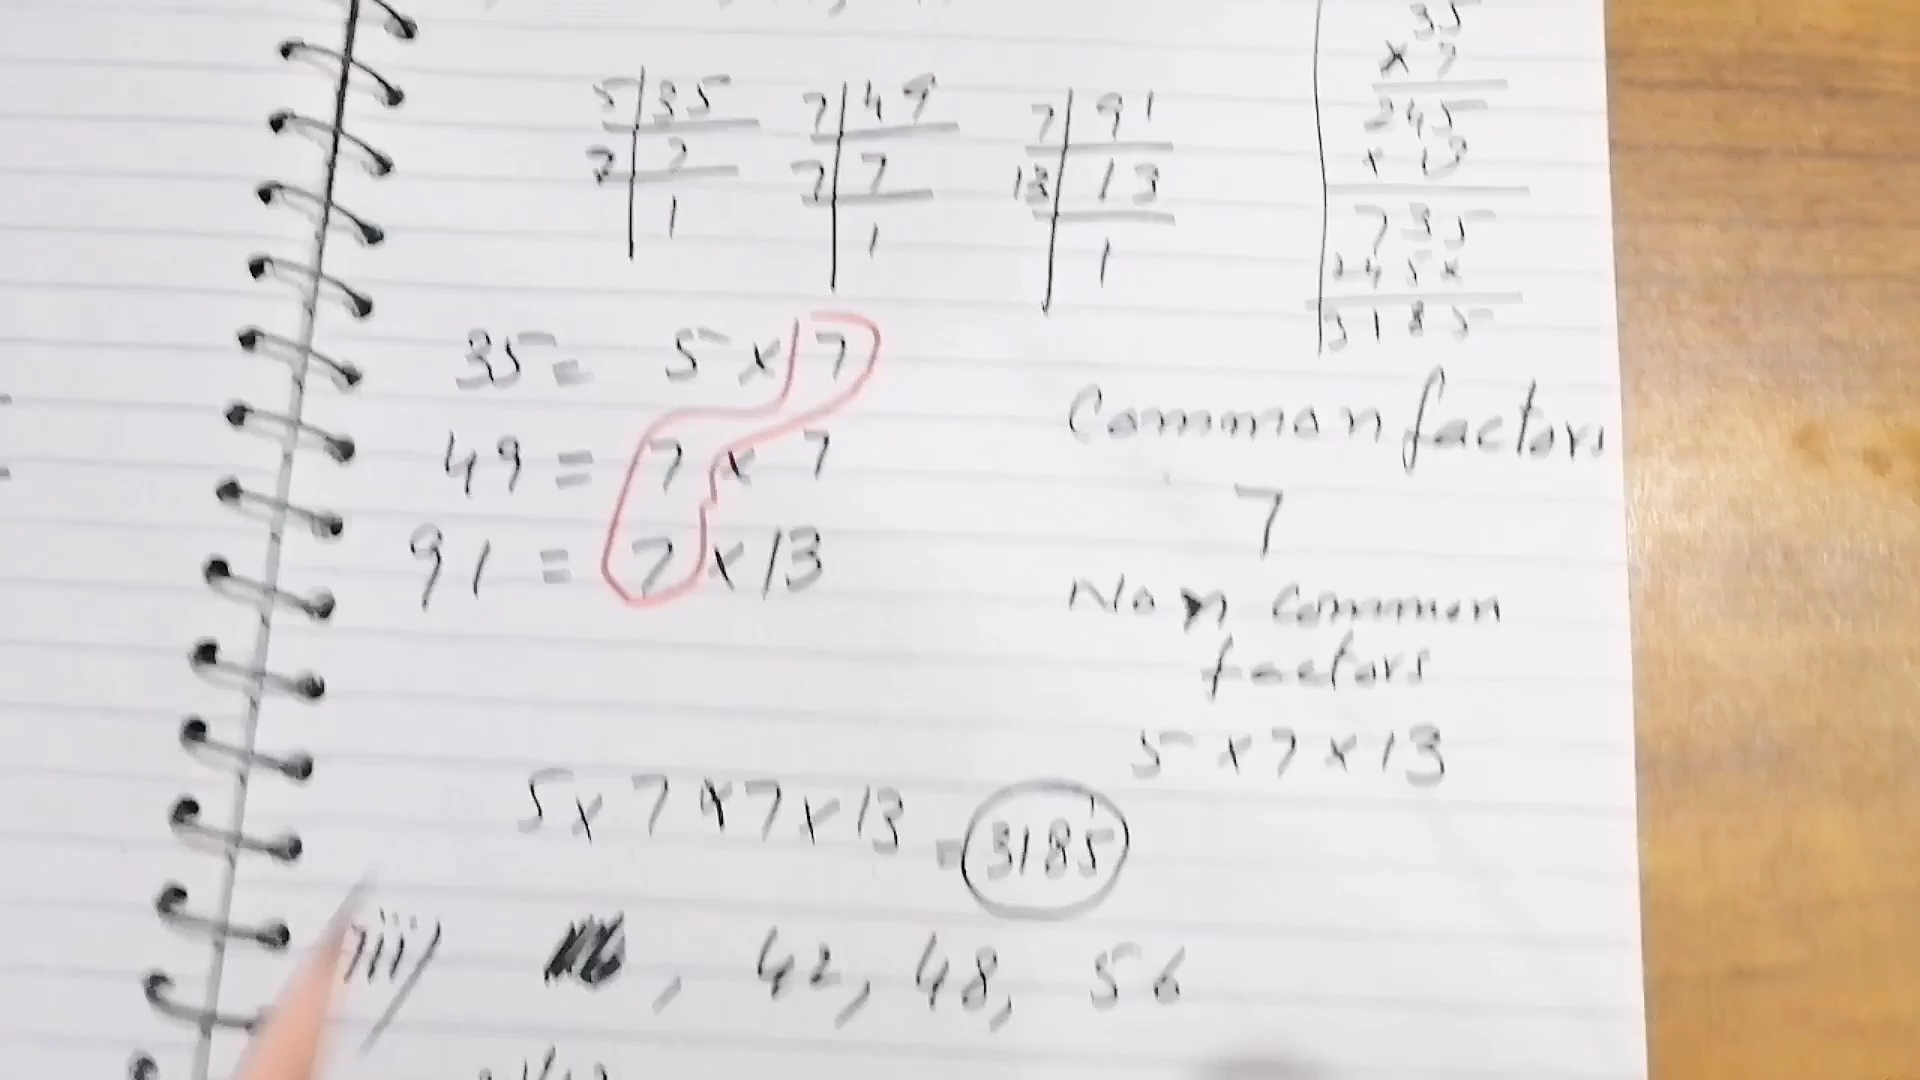 5 | 35
7 | 7
1
7 | 49
7 | 7
1
7 | 91
13 | 13
1
35
× 7
245
× 13
735
245×
3185
35 = 5 × 7
49 = 7 × 7
91 = 7 × 13
Common factors
7
Non common
factors
5 × 7 × 13
5 × 7 × 7 × 13 = 3185
iii) , 42, 48, 56